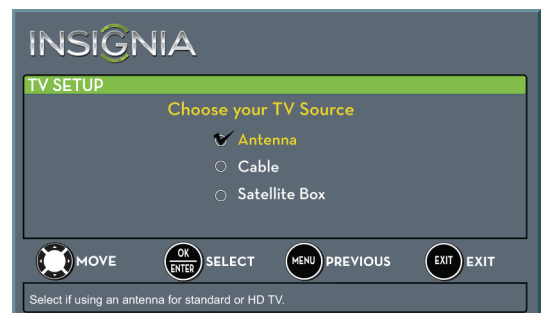 INSIGNIA
TV SETUP
Choose your TV Source
Antenna
Cable
Satellite Box
MOVE OK ENTER SELECT MENU PREVIOUS EXIT EXIT
Select if using an antenna for standard or HD TV.